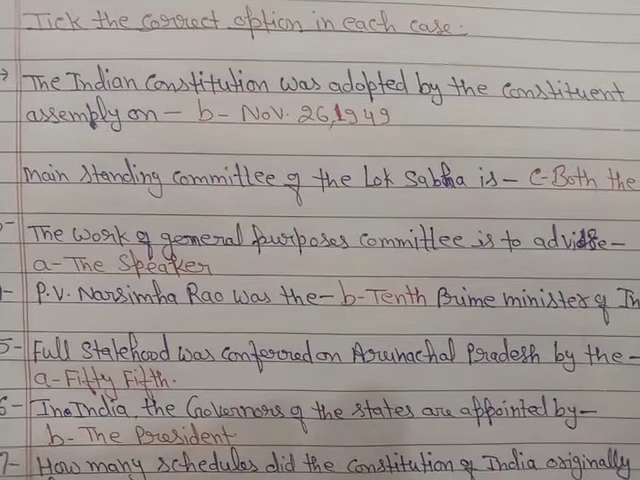 Tick the correct option in each case.
→ The Indian Constitution was adopted by the constituent
assembly on - b- Nov. 26, 1949
main standing committee of the Lok Sabha is - C-Both the
The work of general purposes committee is to advise-
a- The Speaker
P.V. Narsimha Rao was the- b-Tenth Prime minister of In
5- Full Statehood was conferred on Arunachal Pradesh by the-
a-Fifty Fifth.
6- In India, the Governors of the states are appointed by-
b- The President
7- How many schedules did the constitution of India originally